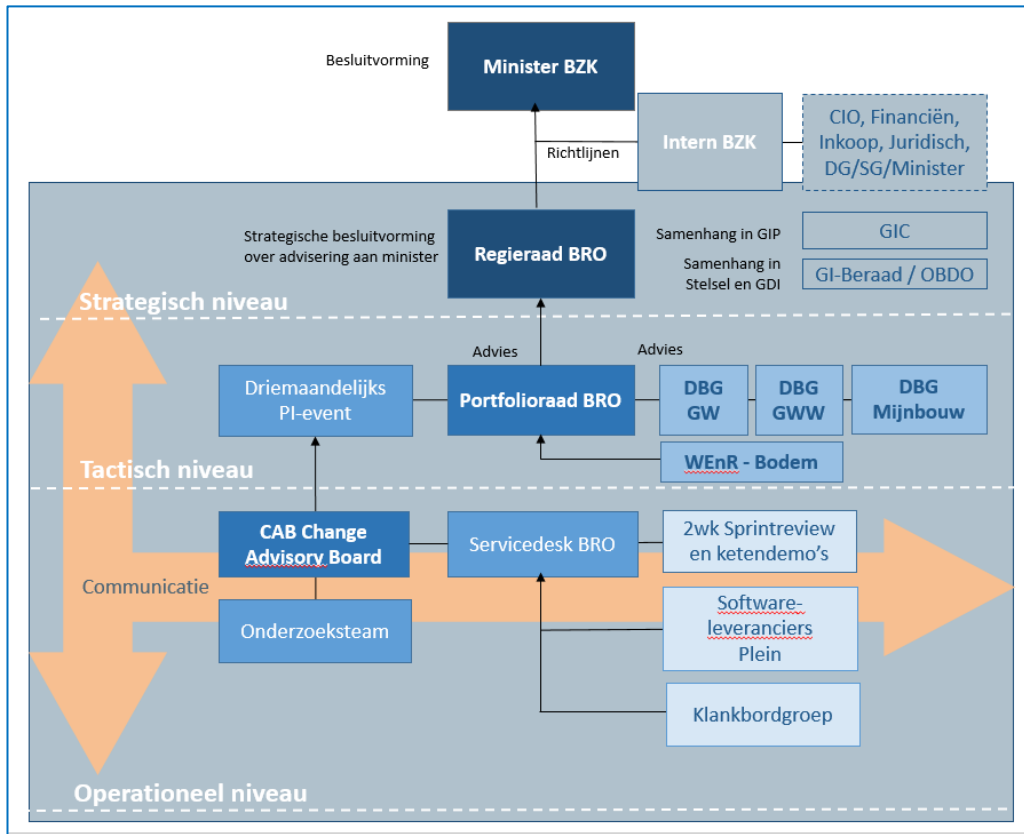 Besluitvorming
Minister BZK
Richtlijnen
Intern BZK
CIO, Financiën,
Inkoop, Juridisch,
DG/SG/Minister
Strategische besluitvorming
over advisering aan minister
Regieraad BRO
Samenhang in GIP
GIC
Samenhang in
Stelsel en GDI
GI-Beraad / OBDO
Strategisch niveau
Advies
Advies
Driemaandelijks
PI-event
Portfolioraad BRO
DBG
GW
DBG
GWW
DBG
Mijnbouw
WEnR - Bodem
Tactisch niveau
CAB Change
Advisory Board
Servicedesk BRO
2wk Sprintreview
en ketendemo's
Communicatie
Onderzoeksteam
Software-
leveranciers
Plein
Klankbordgroep
Operationeel niveau